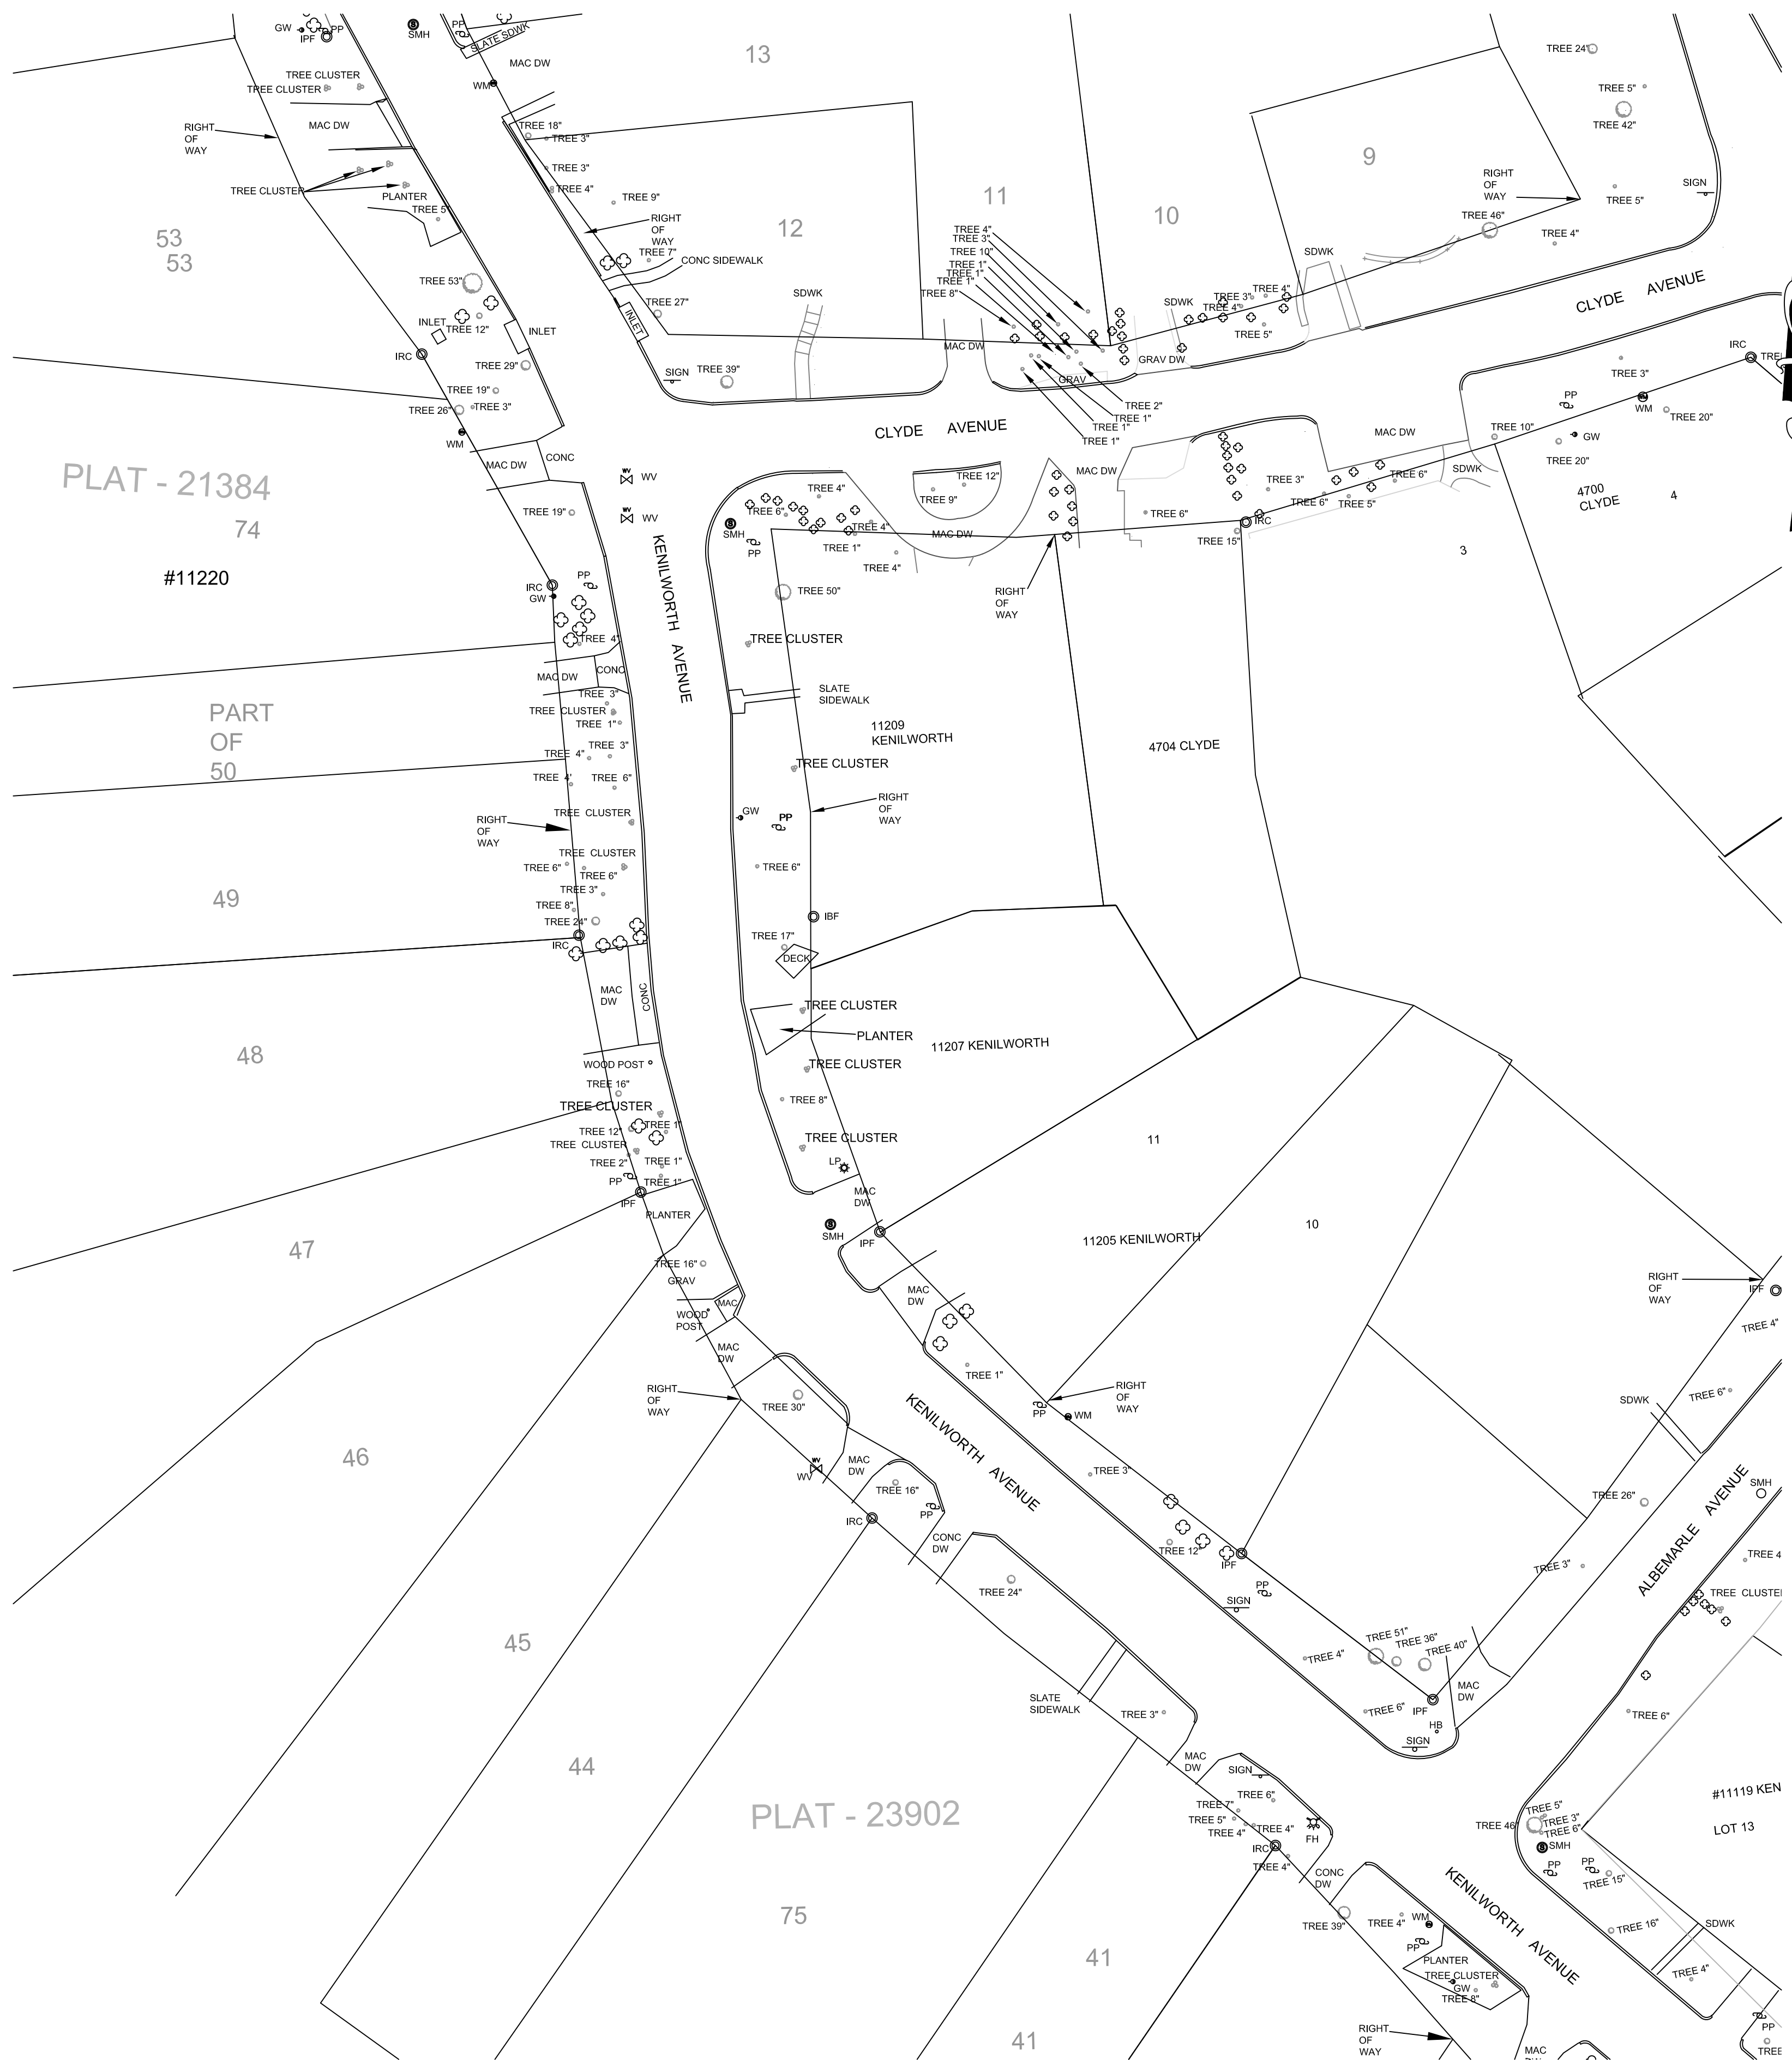 GW
IPF
PP
SMH
PP
SLATE SDWK
13
TREE 24"
MAC DW
TREE CLUSTER
TREE CLUSTER
WM
TREE 5"
TREE 42"
RIGHT
OF
WAY
MAC DW
TREE 18"
TREE 3"
9
TREE 3"
TREE CLUSTER
PLANTER
TREE 4"
TREE 9"
RIGHT
OF
WAY
SIGN
TREE 5"
TREE 5"
11
10
TREE 46"
TREE 4"
RIGHT
OF
WAY
12
TREE 4"
TREE 3"
TREE 10"
TREE 1"
TREE 1"
TREE 1"
TREE 8"
53
53
TREE 7"
CONC SIDEWALK
SDWK
TREE 53"
SDWK
SDWK
TREE 4"
TREE 3"
TREE 4"
CLYDE AVENUE
TREE 27"
INLET
INLET
TREE 12"
INLET
TREE 5"
IRC
MAC DW
GRAV DW
IRC
TREE 29"
SIGN
TREE 39"
GRAV
TREE 3"
TREE 19"
TREE 26"
TREE 3"
TREE 2"
TREE 1"
TREE 1"
TREE 1"
PP
WM
TREE 20"
WM
CLYDE AVENUE
MAC DW
TREE 10"
GW
MAC DW
CONC
PLAT - 21384
WV
MAC DW
SDWK
TREE 20"
TREE 12"
TREE 9"
TREE 4"
TREE 3"
TREE 6"
TREE 6"
TREE 5"
4700
CLYDE
4
74
TREE 19"
WV
SMH
PP
TREE 6"
TREE 4"
TREE 1"
MAC DW
TREE 6"
IRC
TREE 15"
3
#11220
IRC
GW
PP
KENILWORTH AVENUE
TREE 4"
TREE 50"
RIGHT
OF
WAY
TREE 4"
TREE CLUSTER
MAC DW
CONC
SLATE
SIDEWALK
PART
OF
50
TREE 3"
TREE CLUSTER
TREE 1"
11209
KENILWORTH
4704 CLYDE
TREE 3"
TREE 4"
TREE 4'
TREE 6"
TREE CLUSTER
RIGHT
OF
WAY
TREE CLUSTER
GW
PP
RIGHT
OF
WAY
TREE CLUSTER
TREE 6"
TREE 6"
TREE 3"
TREE 8"
TREE 24"
IRC
TREE 6"
IBF
49
TREE 17"
DECK
MAC
DW
CONC
TREE CLUSTER
PLANTER
11207 KENILWORTH
48
WOOD POST
TREE CLUSTER
TREE 16"
TREE CLUSTER
TREE 8"
TREE 12"
TREE 1"
TREE CLUSTER
TREE 2"
TREE 1"
PP
TREE 1"
IPF
TREE CLUSTER
LP
11
MAC
DW
PLANTER
SMH
IPF
11205 KENILWORTH
10
47
TREE 16"
GRAV
MAC
DW
RIGHT
OF
WAY
IPF
WOOD
POST
MAC
TREE 4"
MAC
DW
TREE 1"
RIGHT
OF
WAY
TREE 30"
RIGHT
OF
WAY
PP
WM
SDWK
TREE 6"
46
KENILWORTH AVENUE
WV
MAC
DW
TREE 3"
TREE 16"
PP
SMH
TREE 26"
IRC
CONC
DW
TREE 12"
IPF
PP
ALBEMARLE AVENUE
TREE 3"
TREE 24"
SIGN
45
TREE 51"
TREE 36"
TREE 40"
TREE 4"
SLATE
SIDEWALK
TREE 3"
TREE 6"
IPF
MAC
DW
HB
SIGN
TREE 6"
44
MAC
DW
SIGN
PLAT - 23902
TREE 6"
TREE 7"
TREE 5"
TREE 4"
TREE 4"
FH
IRC
TREE 4"
#11119 KEN
LOT 13
TREE 5"
TREE 3"
TREE 6"
TREE 46"
SMH
PP
PP
TREE 15"
CONC
DW
KENILWORTH AVENUE
75
TREE 39"
TREE 4"
WM
PP
TREE 16"
SDWK
41
PLANTER
TREE CLUSTER
GW
TREE 8"
TREE 4"
41
RIGHT
OF
WAY
MAC
PP
TREE